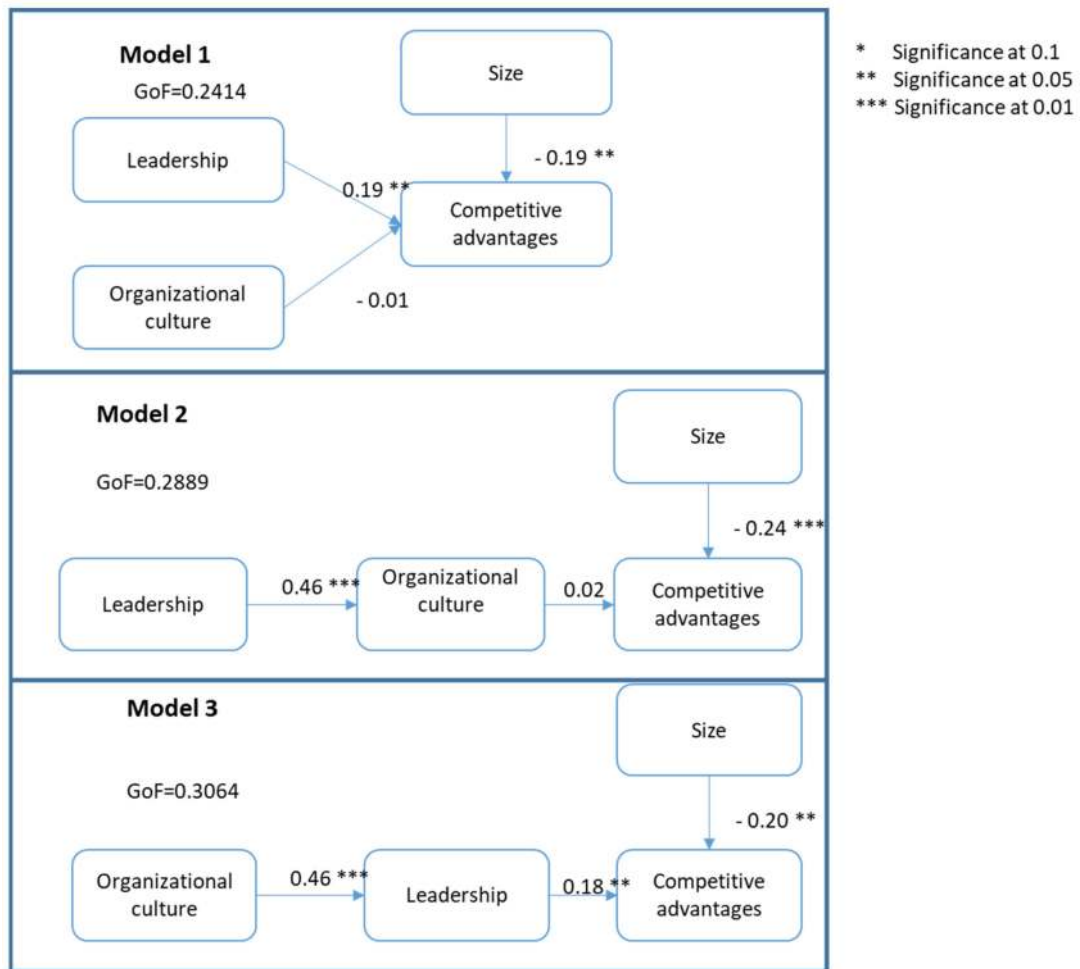 Model 1
GoF=0.2414
Size
Leadership
0.19 **
- 0.19 **
Competitive
advantages
Organizational
culture
- 0.01
* Significance at 0.1
** Significance at 0.05
*** Significance at 0.01
Model 2
GoF=0.2889
Size
- 0.24 ***
Leadership
0.46 ***
Organizational
culture
0.02
Competitive
advantages
Model 3
GoF=0.3064
Size
- 0.20 **
Organizational
culture
0.46 ***
Leadership
0.18 **
Competitive
advantages